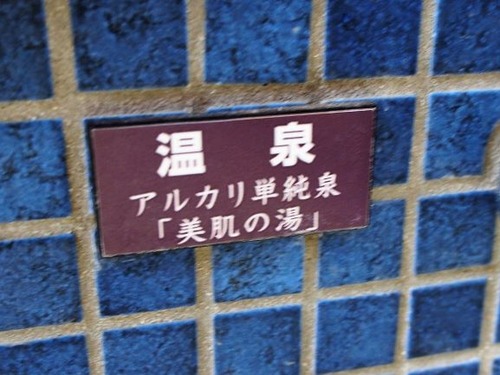 温 泉
アルカリ単純泉
「美肌の湯」